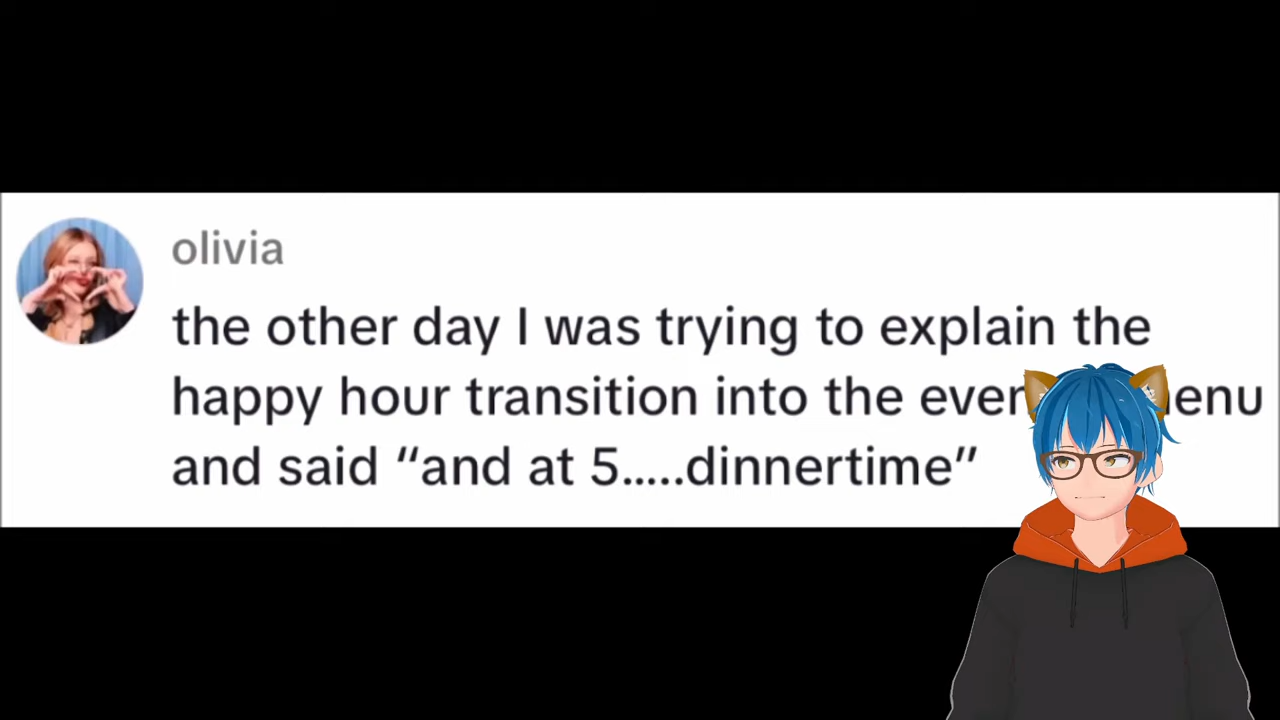 olivia
the other day I was trying to explain the
happy hour transition into the
and said “and at 5.....dinnertime”